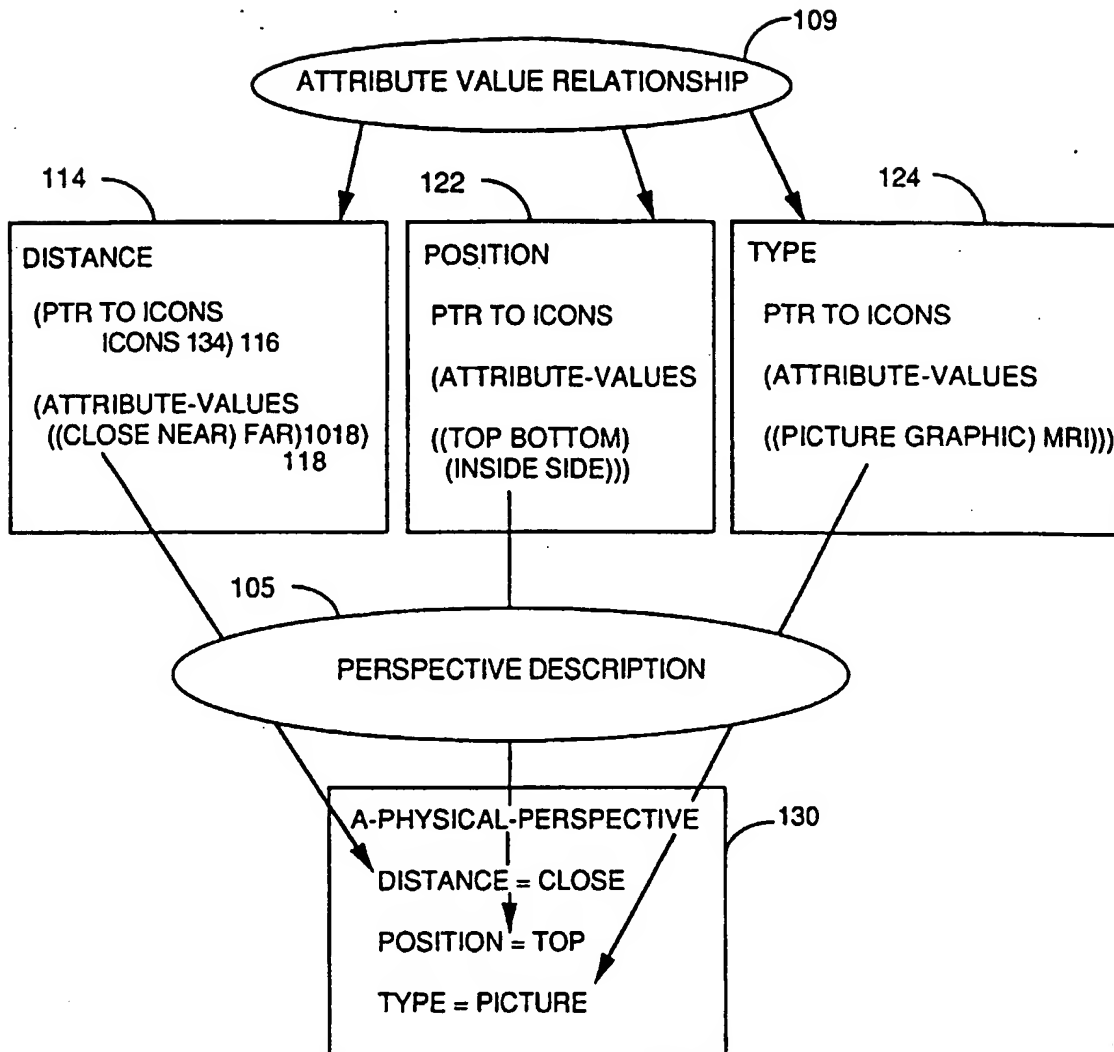 109
ATTRIBUTE VALUE RELATIONSHIP
114
122
124
DISTANCE
(PTR TO ICONS
ICONS 134) 116
(ATTRIBUTE-VALUES
((CLOSE NEAR) FAR)1018)
118
POSITION
PTR TO ICONS
(ATTRIBUTE-VALUES
((TOP BOTTOM)
(INSIDE SIDE)))
TYPE
PTR TO ICONS
(ATTRIBUTE-VALUES
((PICTURE GRAPHIC) MRI)))
105
PERSPECTIVE DESCRIPTION
A-PHYSICAL-PERSPECTIVE
130
DISTANCE = CLOSE
POSITION = TOP
TYPE = PICTURE